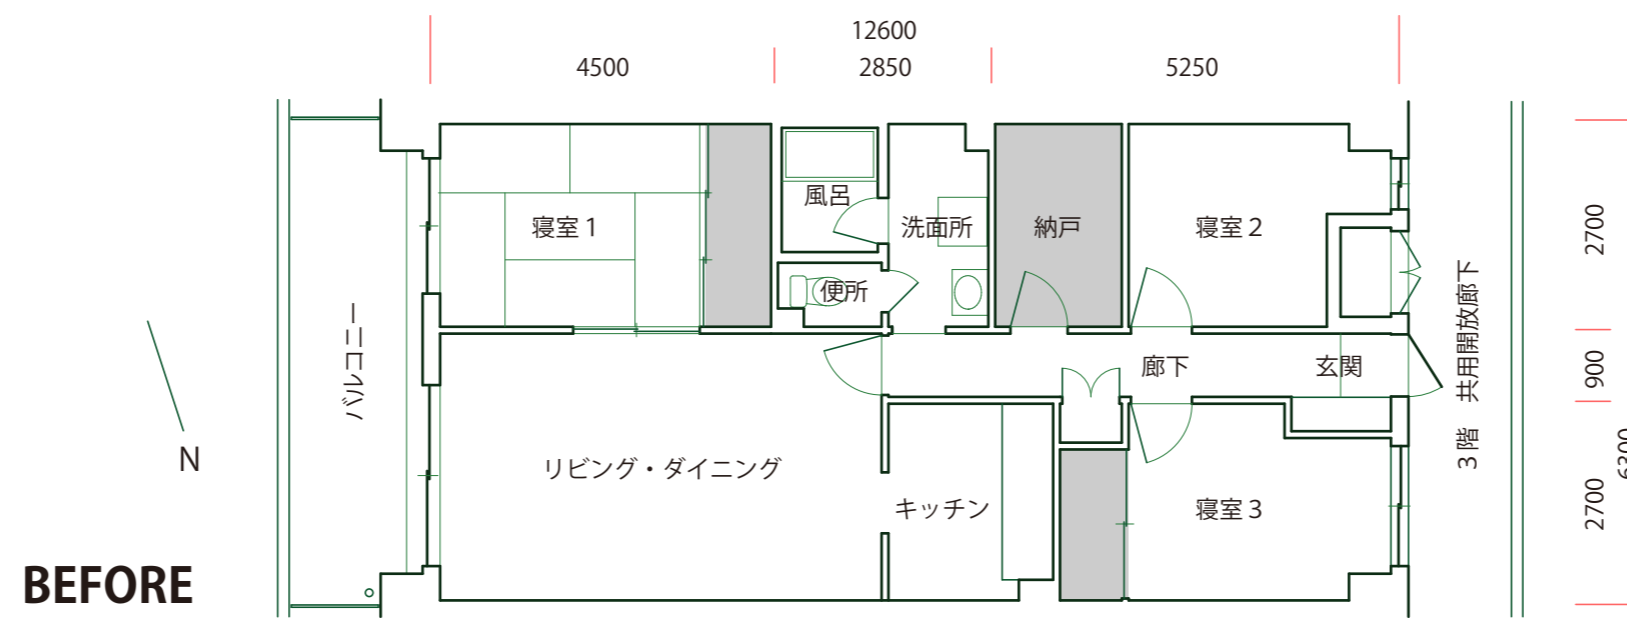 12600
4500
2850
5250
寝室1
風呂
洗面所
納戸
寝室2
2700
便所
バルコニー
3階 共用開放廊下
廊下
玄関
900
N
リビング・ダイニング
キッチン
寝室3
2700
6300
BEFORE